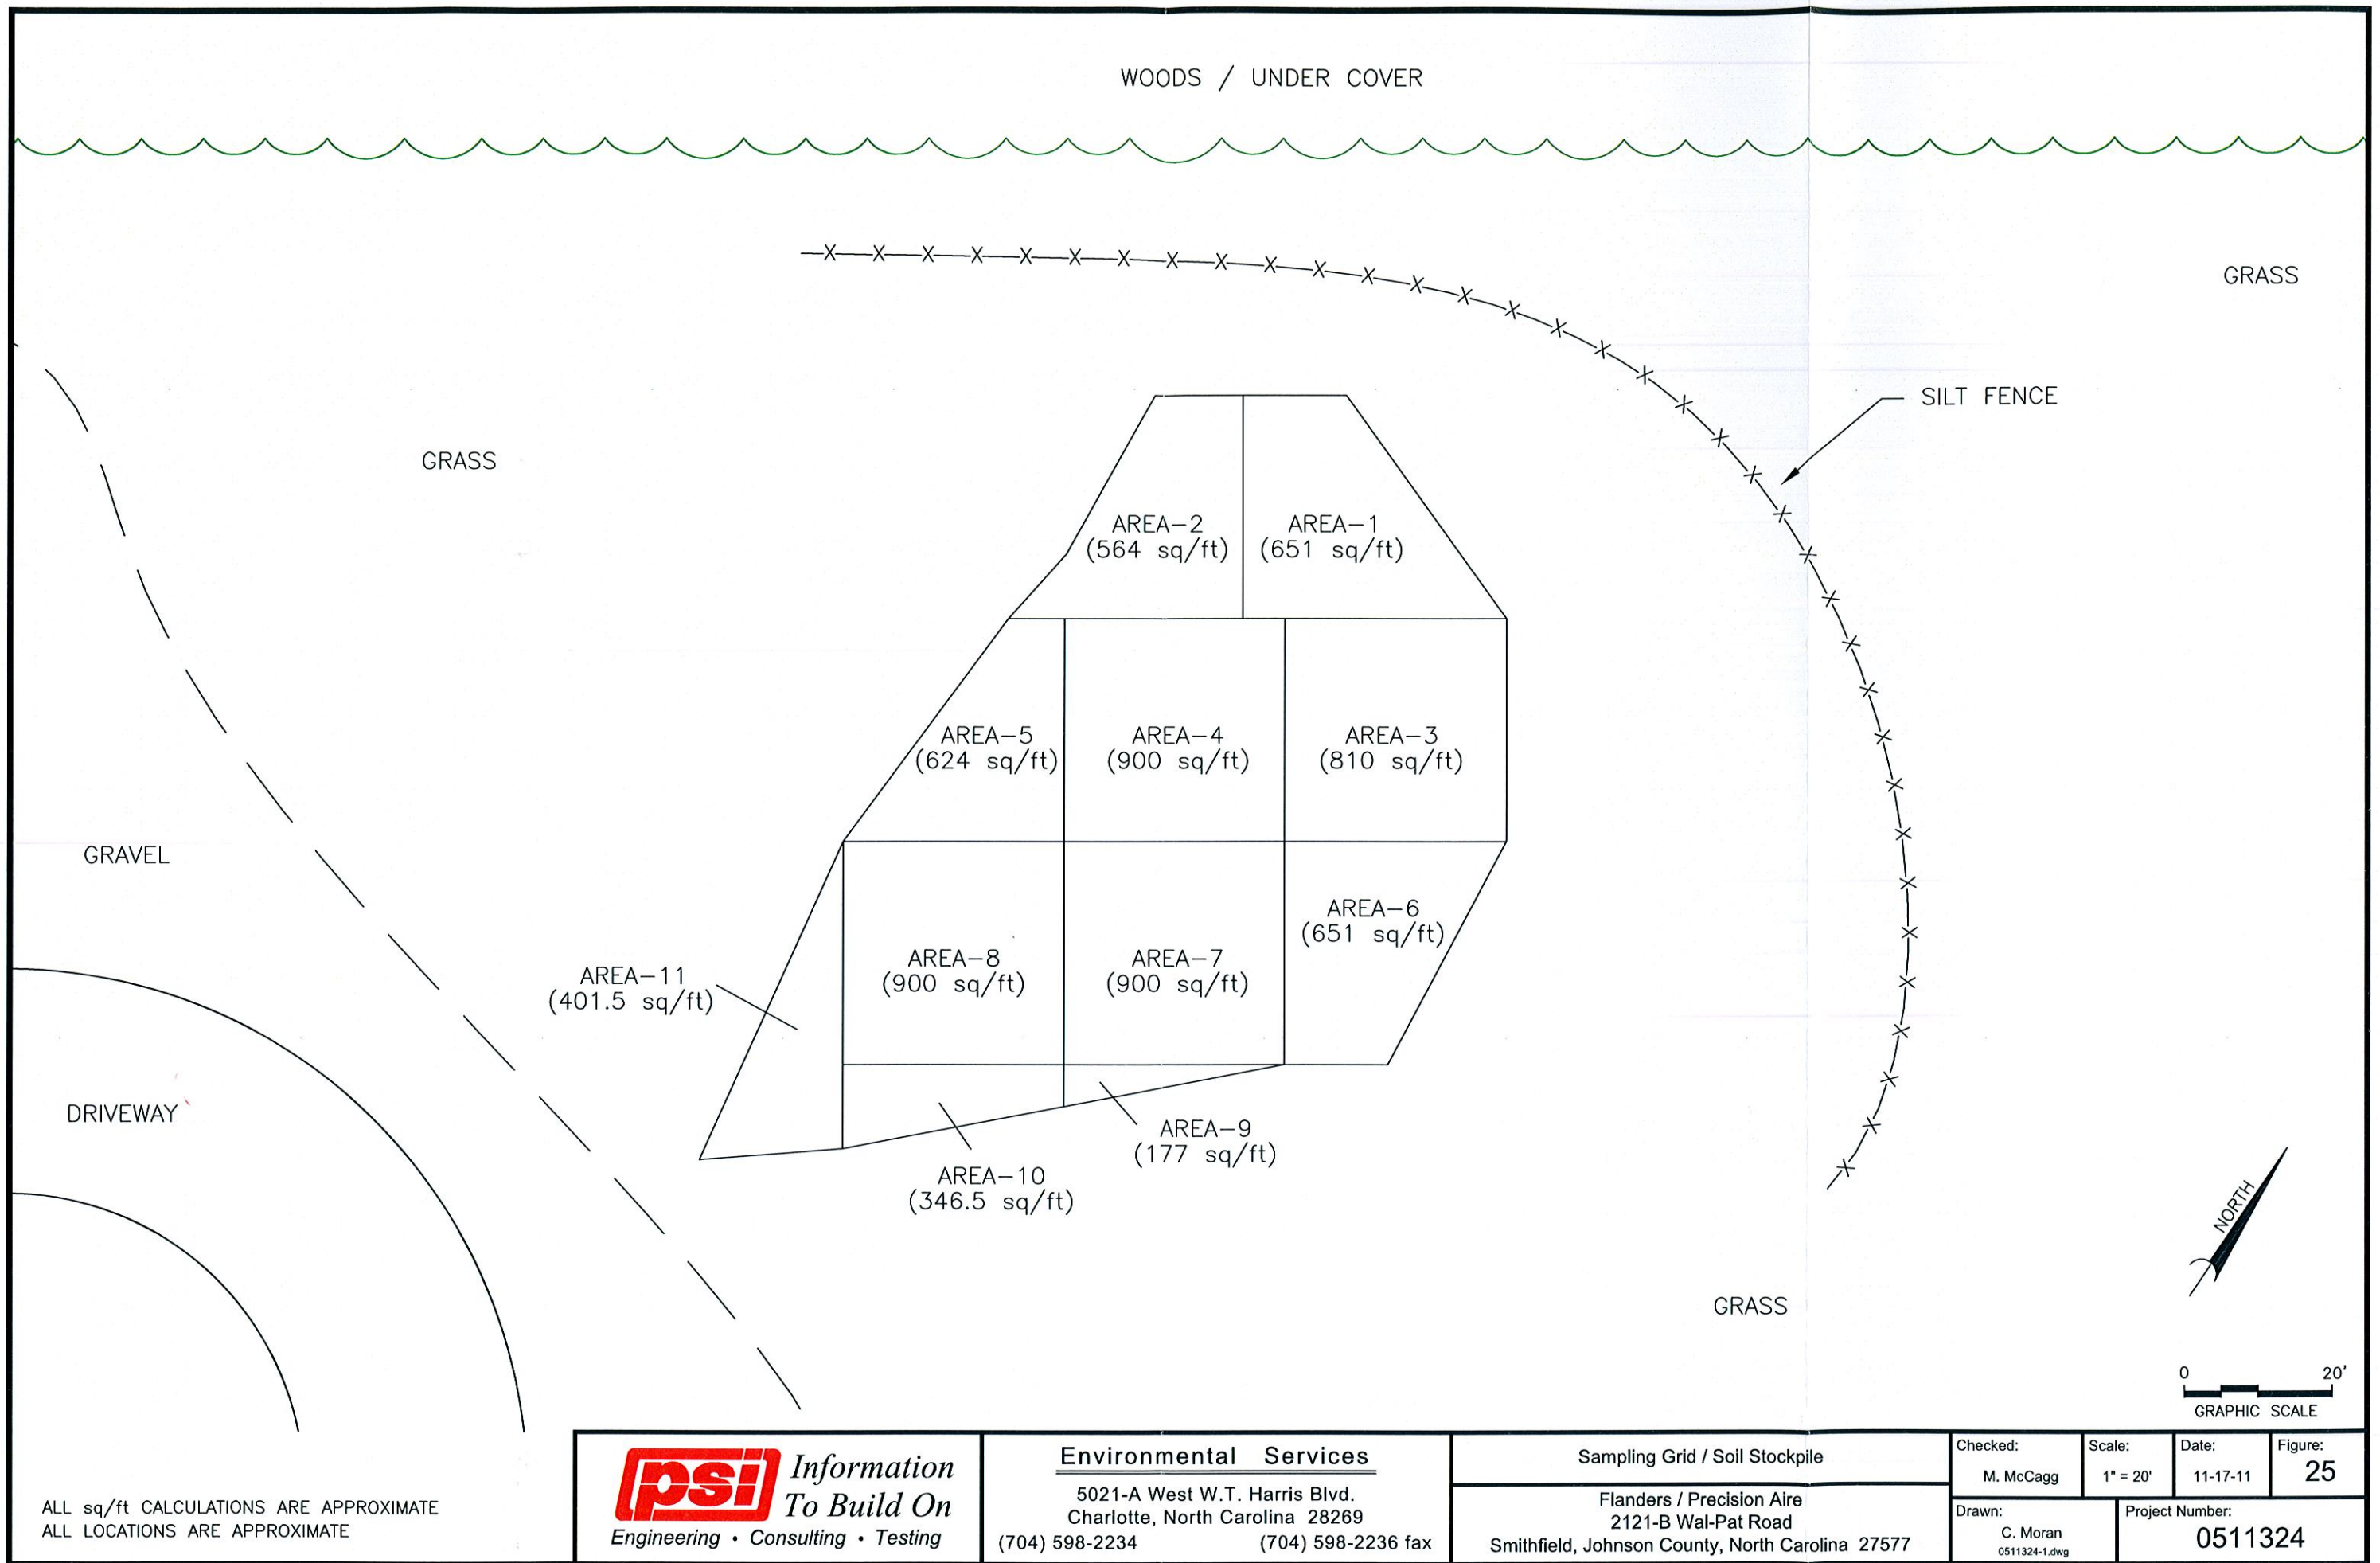 WOODS / UNDER COVER
GRASS
SILT FENCE
GRASS
AREA-2
(564 sq/ft)
AREA-1
(651 sq/ft)
AREA-5
(624 sq/ft)
AREA-4
(900 sq/ft)
AREA-3
(810 sq/ft)
GRAVEL
AREA-6
(651 sq/ft)
AREA-11
(401.5 sq/ft)
AREA-8
(900 sq/ft)
AREA-7
(900 sq/ft)
DRIVEWAY
AREA-9
(177 sq/ft)
AREA-10
(346.5 sq/ft)
NORTH
GRASS
0 20'
GRAPHIC SCALE
ALL sq/ft CALCULATIONS ARE APPROXIMATE
ALL LOCATIONS ARE APPROXIMATE
psi
Information
To Build On
Engineering • Consulting • Testing
Environmental Services
5021-A West W.T. Harris Blvd.
Charlotte, North Carolina 28269
(704) 598-2234 (704) 598-2236 fax
Sampling Grid / Soil Stockpile
Flanders / Precision Aire
2121-B Wal-Pat Road
Smithfield, Johnson County, North Carolina 27577
Checked:
M. McCagg
Scale:
1" = 20'
Date:
11-17-11
Figure:
25
Drawn:
C. Moran
0511324-1.dwg
Project Number:
0511324